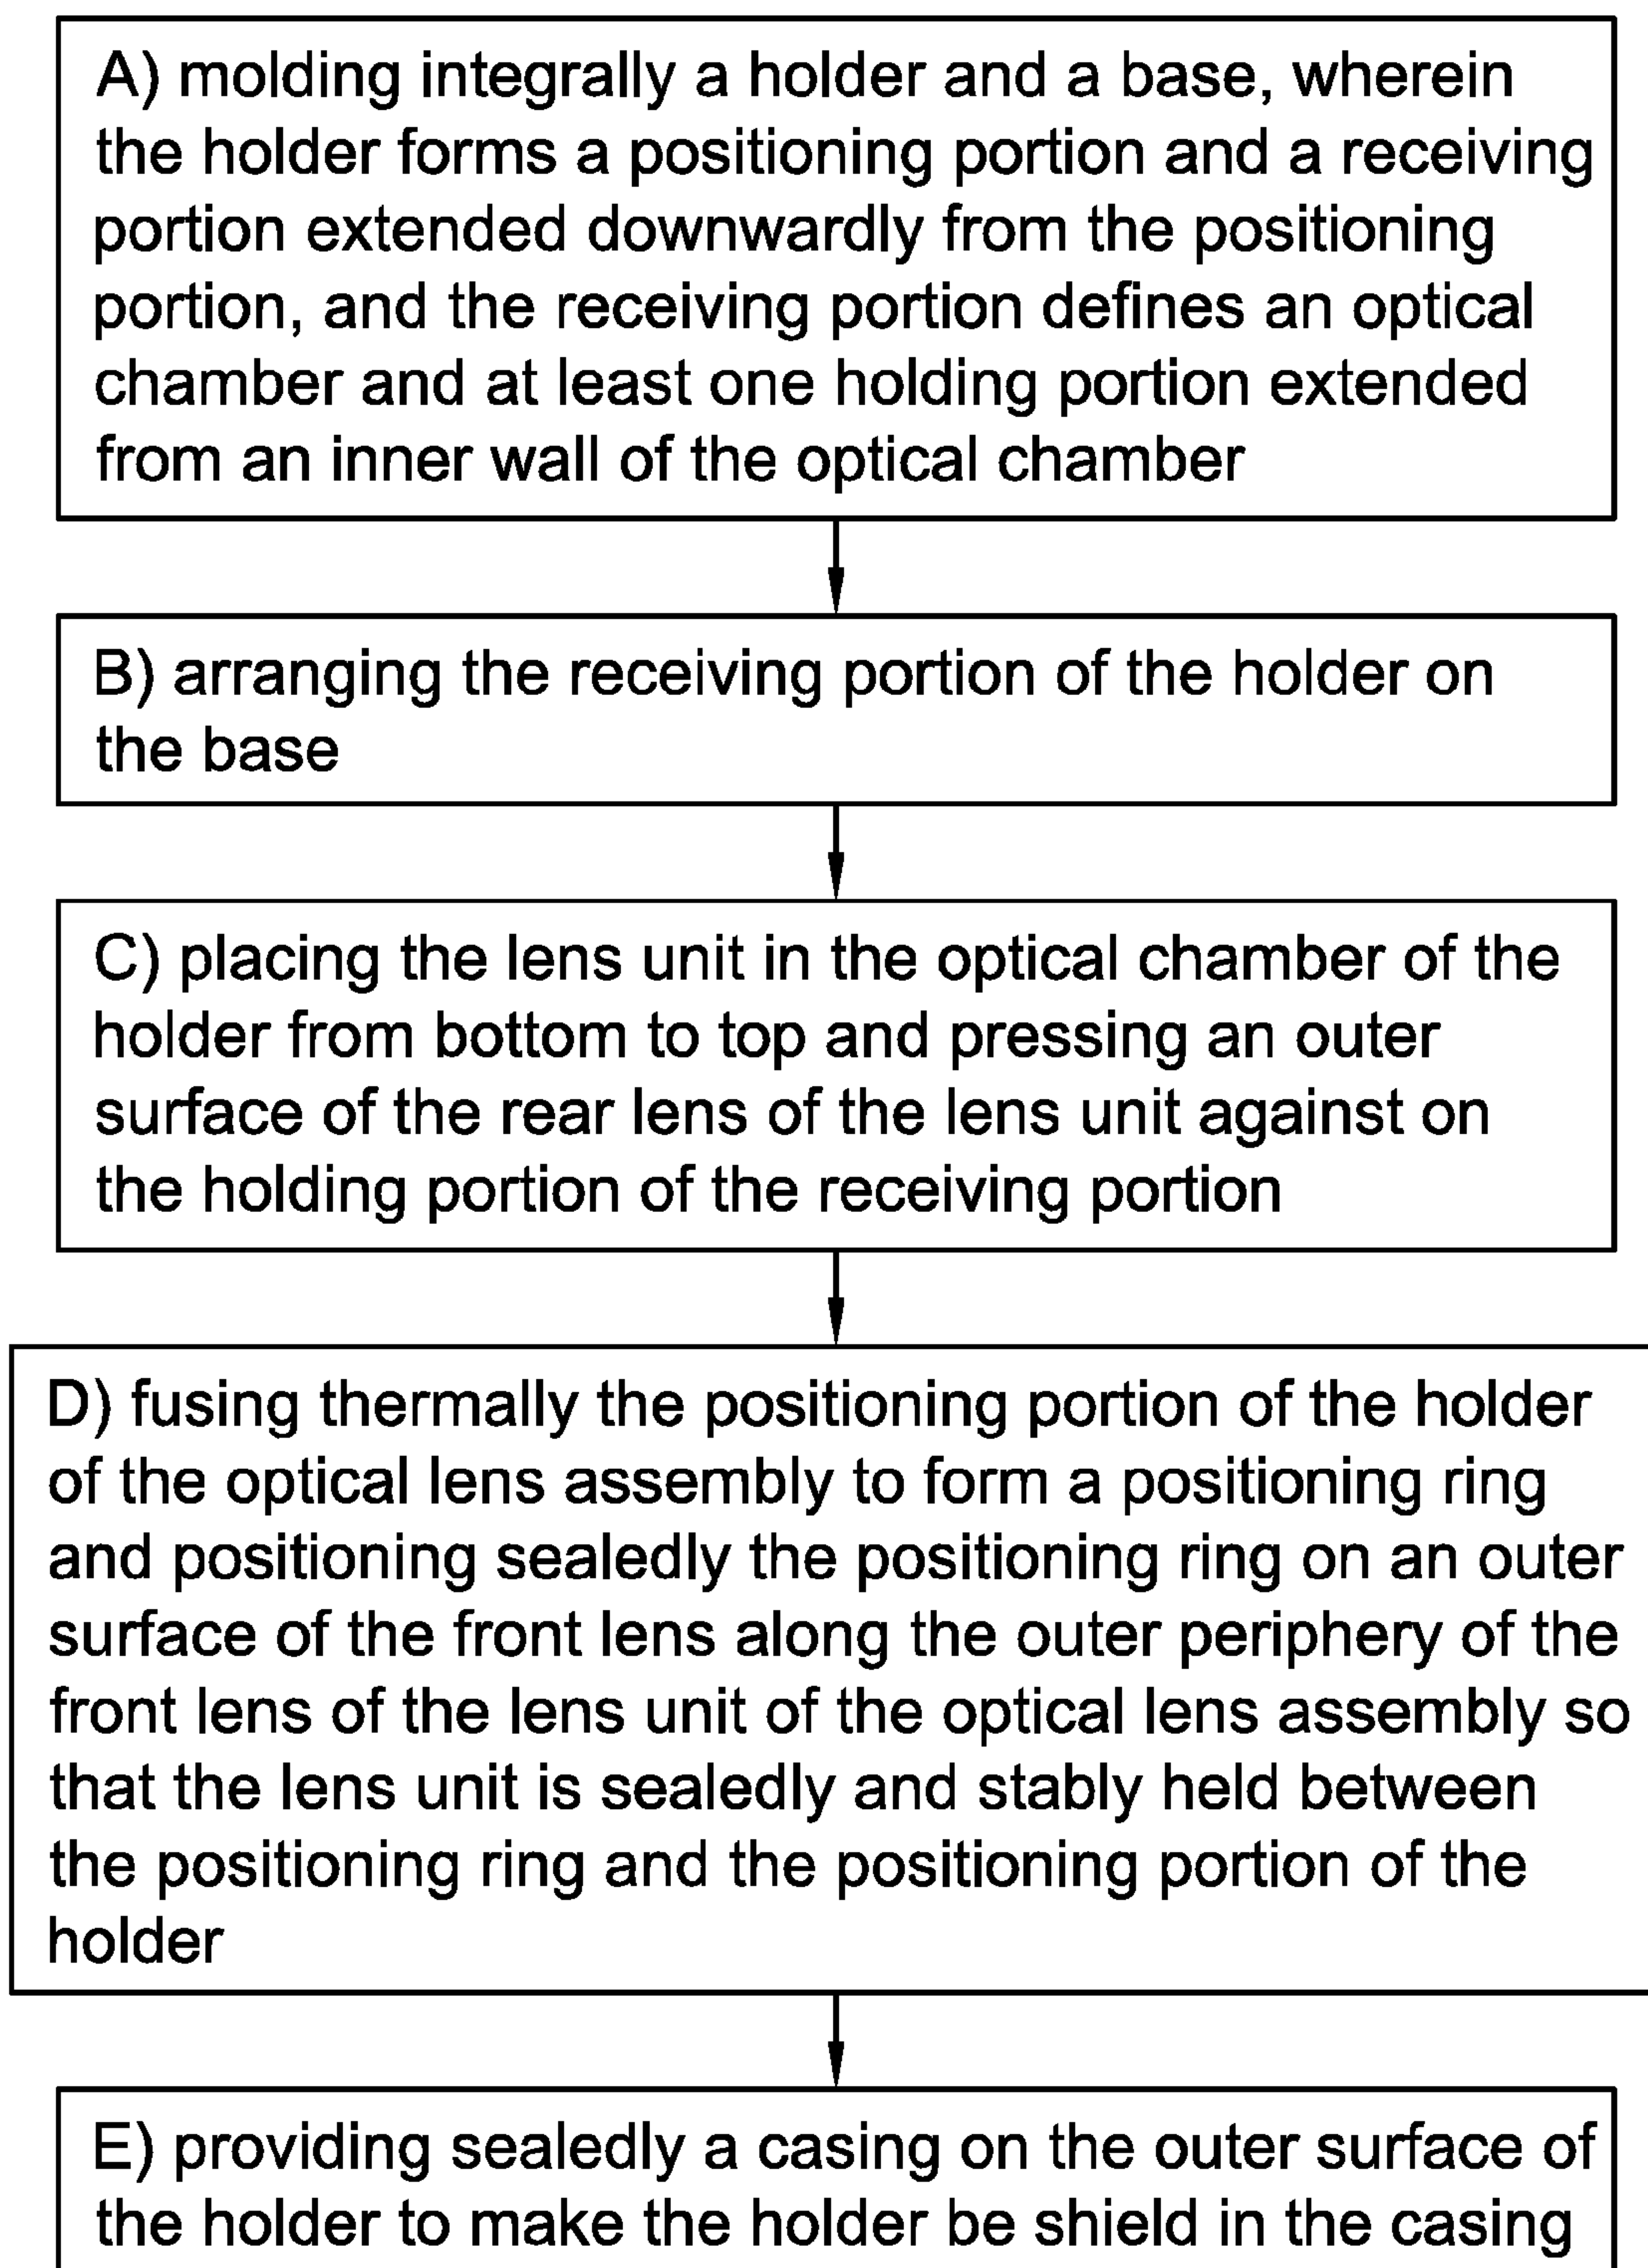 A) molding integrally a holder and a base, wherein
the holder forms a positioning portion and a receiving
portion extended downwardly from the positioning
portion, and the receiving portion defines an optical
chamber and at least one holding portion extended
from an inner wall of the optical chamber
B) arranging the receiving portion of the holder on
the base
C) placing the lens unit in the optical chamber of the
holder from bottom to top and pressing an outer
surface of the rear lens of the lens unit against on
the holding portion of the receiving portion
D) fusing thermally the positioning portion of the holder
of the optical lens assembly to form a positioning ring
and positioning sealedly the positioning ring on an outer
surface of the front lens along the outer periphery of the
front lens of the lens unit of the optical lens assembly so
that the lens unit is sealedly and stably held between
the positioning ring and the positioning portion of the
holder
E) providing sealedly a casing on the outer surface of
the holder to make the holder be shield in the casing